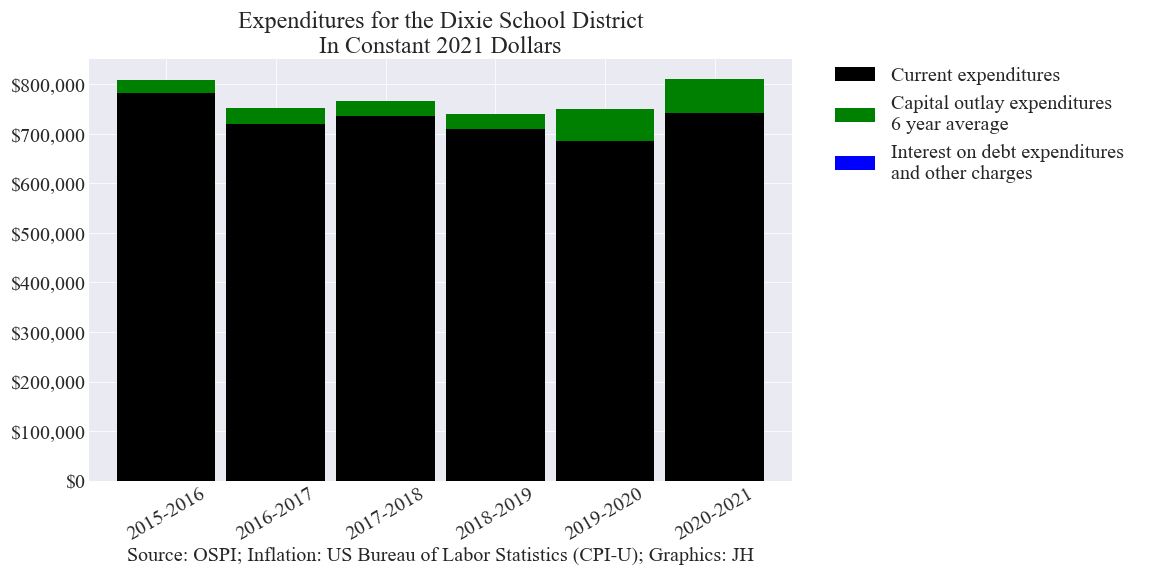 Expenditures for the Dixie School District
In Constant 2021 Dollars
$800,000
$700,000
$600,000
$500,000
$400,000
$300,000
$200,000
$100,000
$0
2015-2016
2016-2017
2017-2018
2018-2019
2019-2020
2020-2021
Source: OSPI; Inflation: US Bureau of Labor Statistics (CPI-U); Graphics: JH
Current expenditures
Capital outlay expenditures
6 year average
Interest on debt expenditures
and other charges